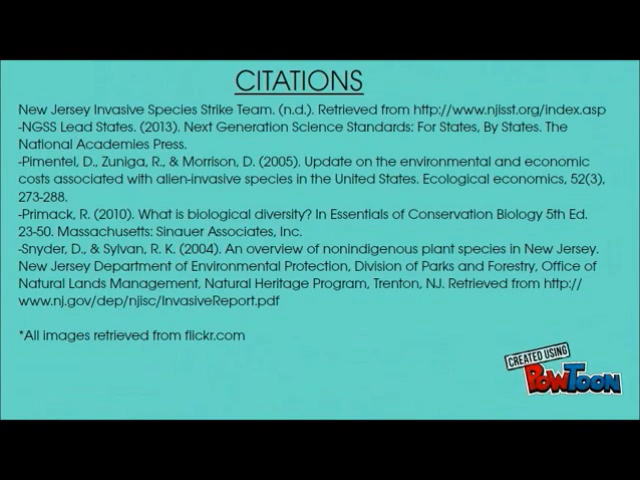 CITATIONS
New Jersey Invasive Species Strike Team. (n.d.). Retrieved from http://www.njisst.org/index.asp
-NGSS Lead States. (2013). Next Generation Science Standards: For States, By States. The
National Academies Press.
-Pimentel, D., Zuniga, R., & Morrison, D. (2005). Update on the environmental and economic
costs associated with alien-invasive species in the United States. Ecological economics, 52(3),
273-288.
-Primack, R. (2010). What is biological diversity? In Essentials of Conservation Biology 5th Ed.
23-50. Massachusetts: Sinauer Associates, Inc.
-Snyder, D., & Sylvan, R. K. (2004). An overview of nonindigenous plant species in New Jersey.
New Jersey Department of Environmental Protection, Division of Parks and Forestry, Office of
Natural Lands Management, Natural Heritage Program, Trenton, NJ. Retrieved from http://
www.nj.gov/dep/njisc/InvasiveReport.pdf
*All images retrieved from flickr.com
CREATED USING
POWTOON